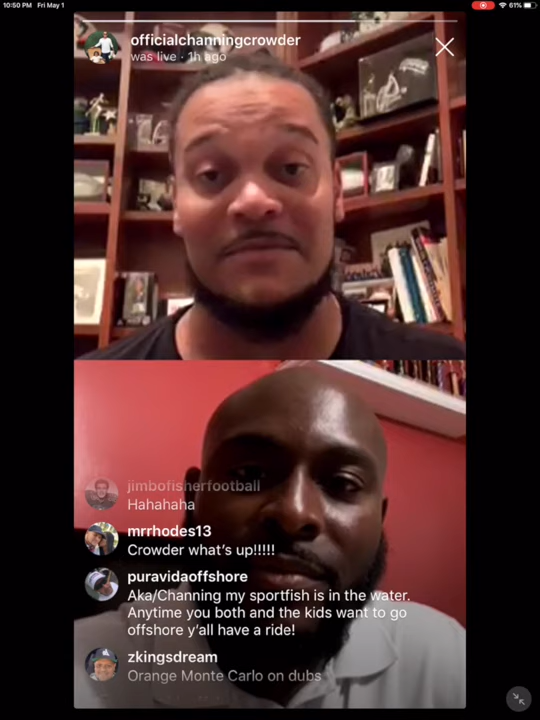 10:50 PM Fri May 1
61%
officialchanningcrowder
was live · 1h ago
jimbofisherfootball
Hahahaha
mrrhodes13
Crowder what's up!!!!!
puravidaoffshore
Aka/Channing my sportfish is in the water.
Anytime you both and the kids want to go
offshore y'all have a ride!
zkingsdream
Orange Monte Carlo on dubs